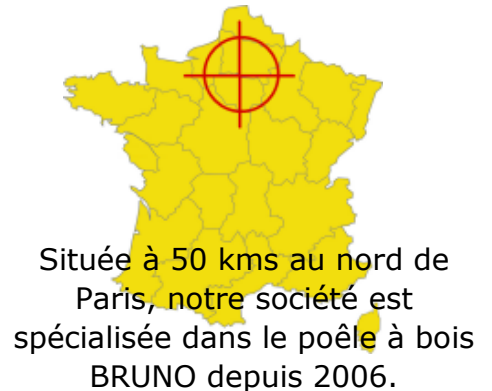 Située à 50 kms au nord de
Paris, notre société est
spécialisée dans le poêle à bois
BRUNO depuis 2006.